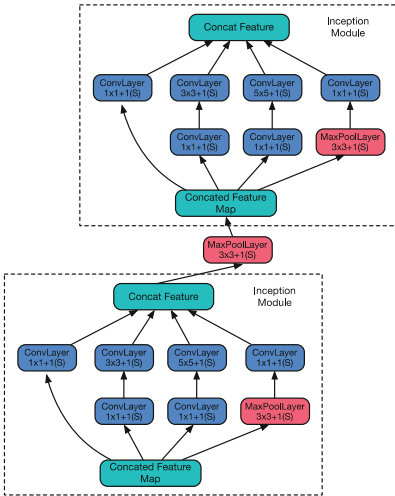 Inception
Module
Concat Feature
ConvLayer
1x1+1(S)
ConvLayer
3x3+1(S)
ConvLayer
5x5+1(S)
ConvLayer
1x1+1(S)
ConvLayer
1x1+1(S)
ConvLayer
1x1+1(S)
MaxPoolLayer
3x3+1(S)
Concated Feature
Map
MaxPoolLayer
3x3+1(S)
Inception
Module
Concat Feature
ConvLayer
1x1+1(S)
ConvLayer
3x3+1(S)
ConvLayer
5x5+1(S)
ConvLayer
1x1+1(S)
ConvLayer
1x1+1(S)
ConvLayer
1x1+1(S)
MaxPoolLayer
3x3+1(S)
Concated Feature
Map